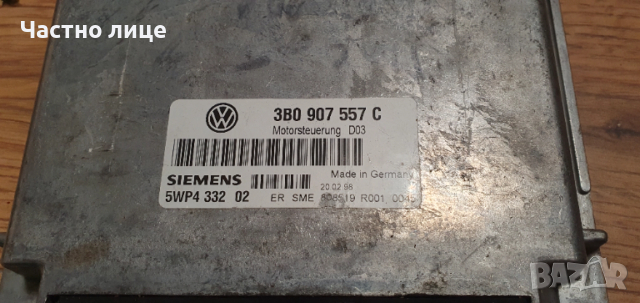 Частно лице
3B0 907 557 C
Motorsteuerung D03
Made in Germany
SIEMENS
20.02.98
5WP4 332 02 ER SME R001
BAZAR